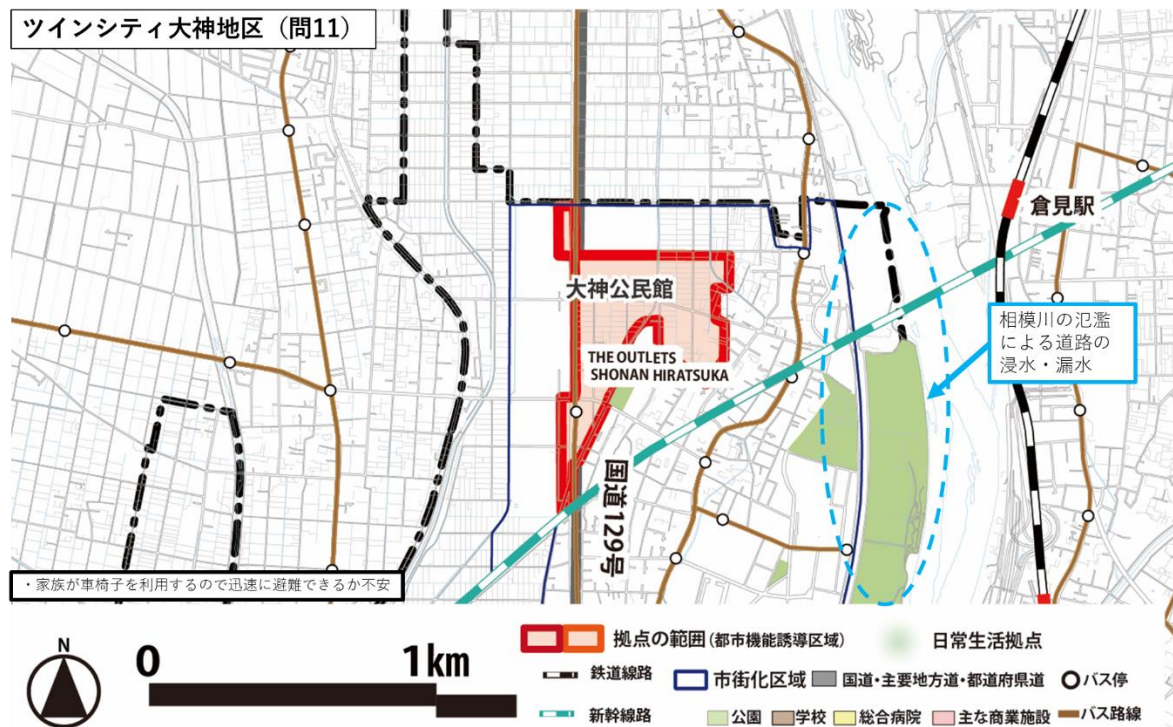 ツインシティ大神地区（問11）
倉見駅
大神公民館
THE OUTLETS
SHONAN HIRATSUKA
相模川の氾濫
による道路の
浸水・漏水
国道129号
・家族が車椅子を利用するので迅速に避難できるか不安
N
0
1km
拠点の範囲(都市機能誘導区域)
日常生活拠点
鉄道線路
市街化区域
国道・主要地方道・都道府県道
バス停
新幹線路
公園
学校
総合病院
主な商業施設
バス路線